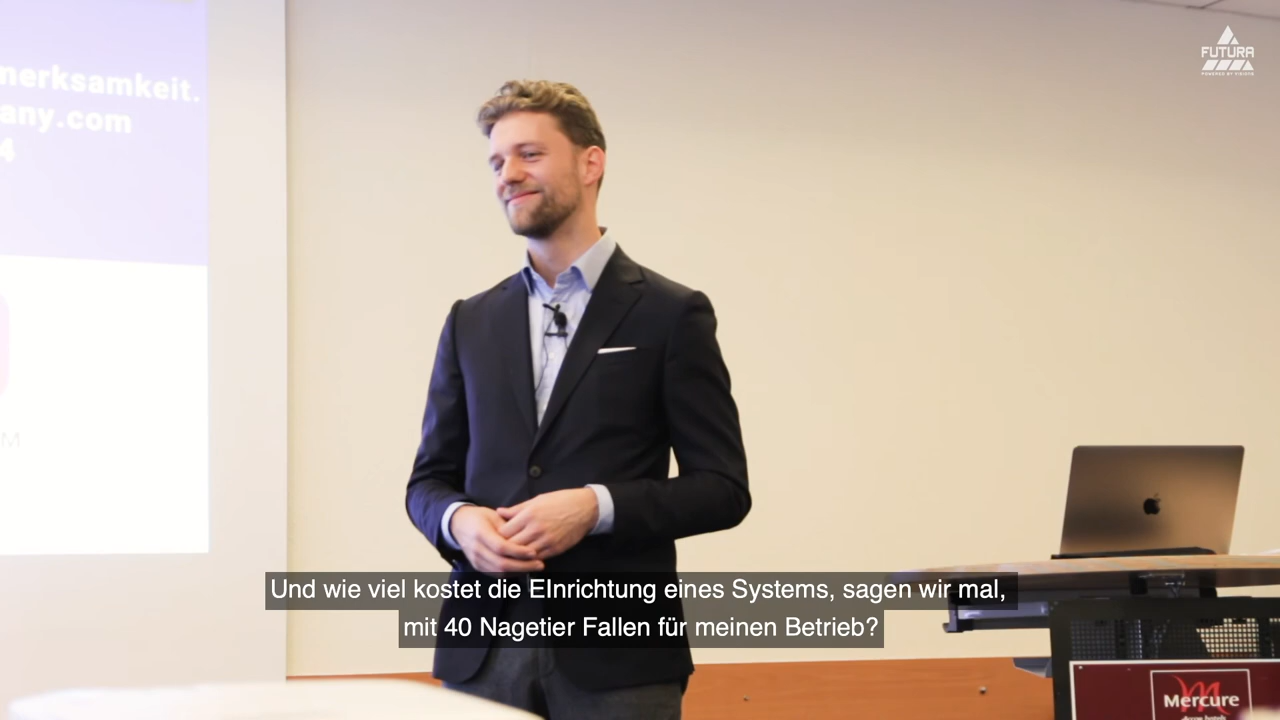 merksamkeit.
any.com
4
M
FUTURA
Und wie viel kostet die EInrichtung eines Systems, sagen wir mal,
mit 40 Nagetier Fallen für meinen Betrieb?
Mercure